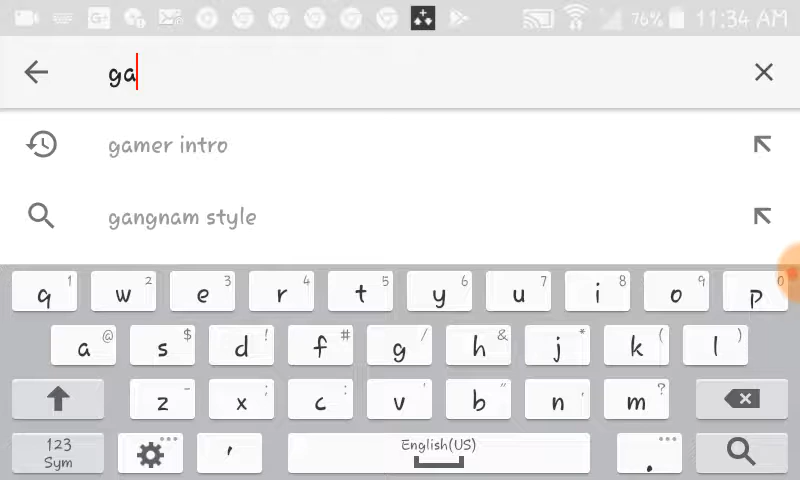 76% 11:34 AM
ga
gamer intro
gangnam style
q 1 w 2 e 3 r 4 t 5 y 6 u 7 i 8 o 9 p 0
a @ s $ d ! f # g / h & j * k ( l )
z - x ; c : v ' b " n , m ?
123 Sym ' English(US) .